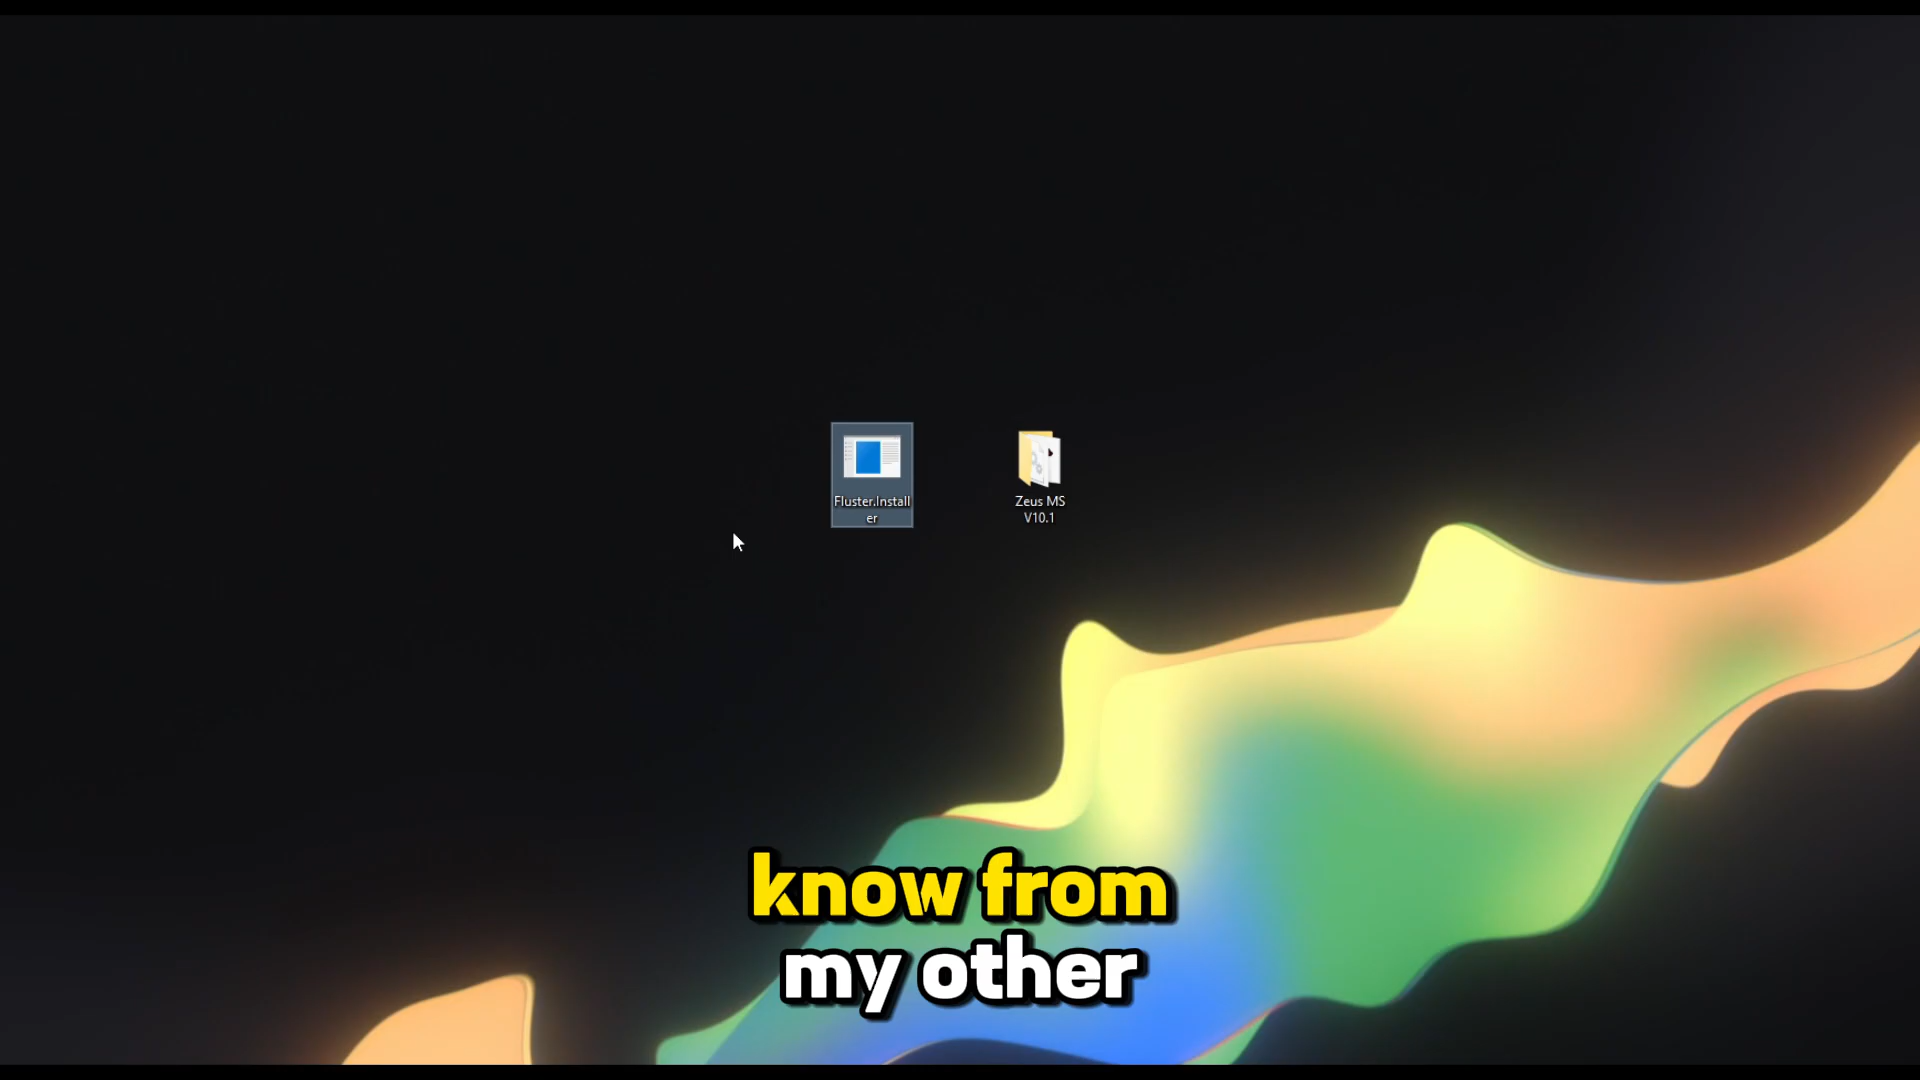 Fluster.Install
er
Zeus MS
V10.1
know from
my other